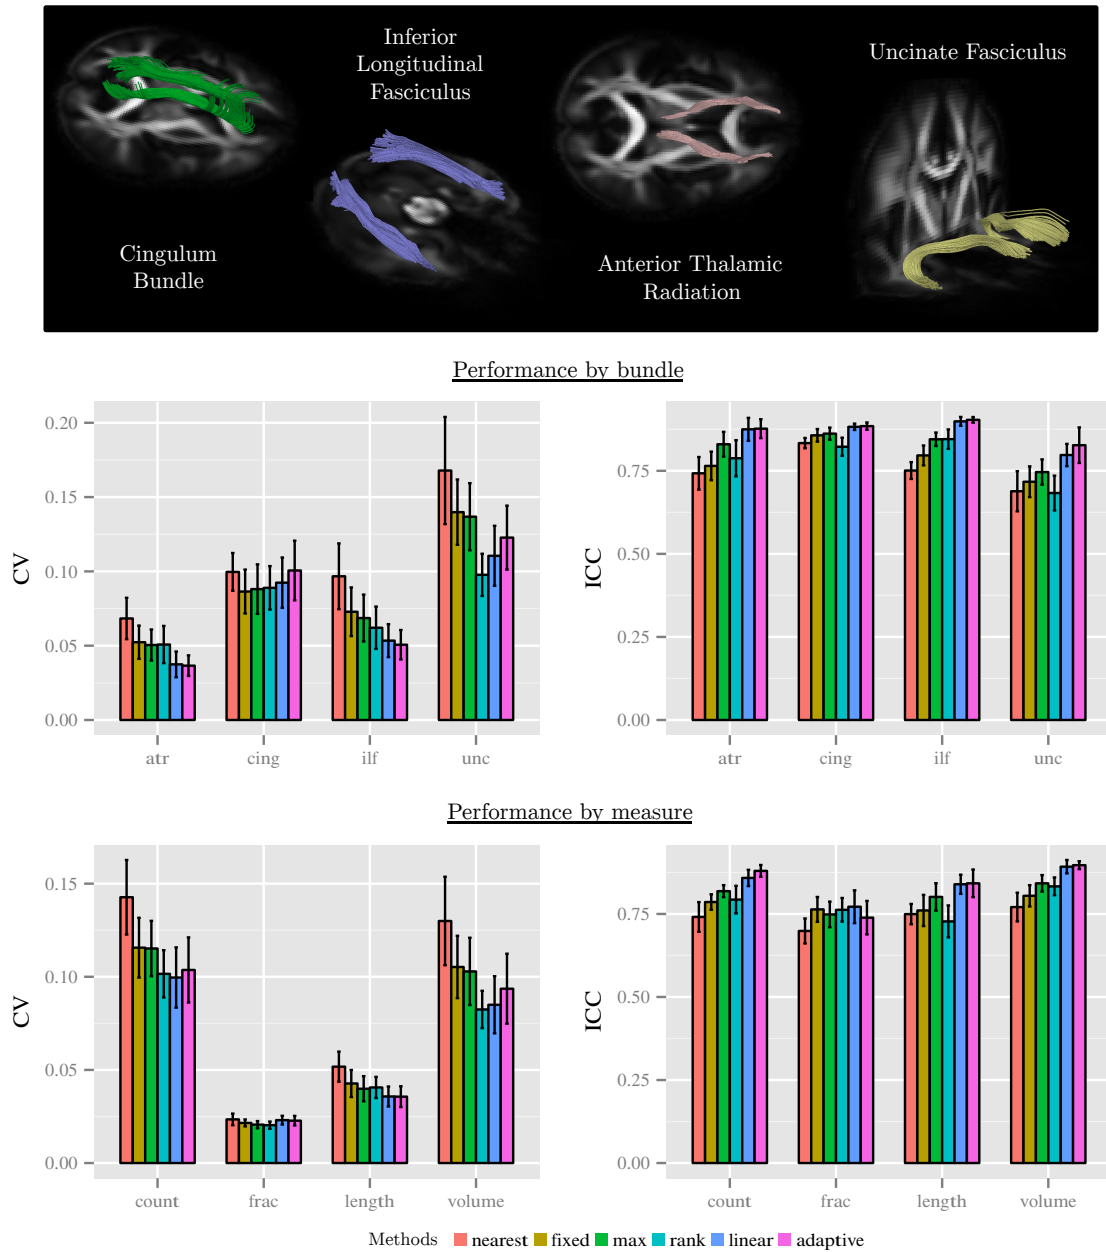 Inferior
Longitudinal
Fasciculus
Uncinate Fasciculus
Cingulum
Bundle
Anterior Thalamic
Radiation
Performance by bundle
CV
0.20
0.15
0.10
0.05
0.00
atr cing ilf unc
ICC
0.75
0.50
0.25
0.00
atr cing ilf unc
Performance by measure
CV
0.15
0.10
0.05
0.00
count frac length volume
ICC
0.75
0.50
0.25
0.00
count frac length volume
Methods nearest fixed max rank linear adaptive